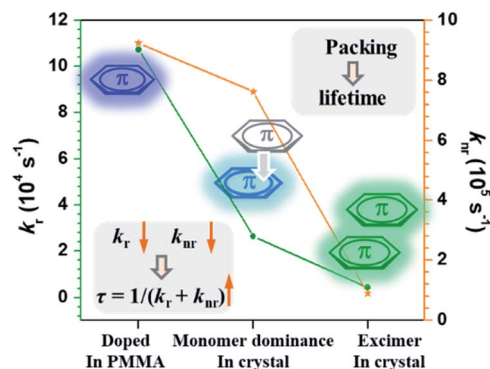 12
10
8
6
4
2
0
k_r (10^4 s^-1)
10
8
6
4
2
0
k_nr (10^5 s^-1)
π
π
π
π
π
Packing
lifetime
k_r k_nr
τ = 1/(k_r + k_nr)
Doped
In PMMA
Monomer dominance
In crystal
Excimer
In crystal